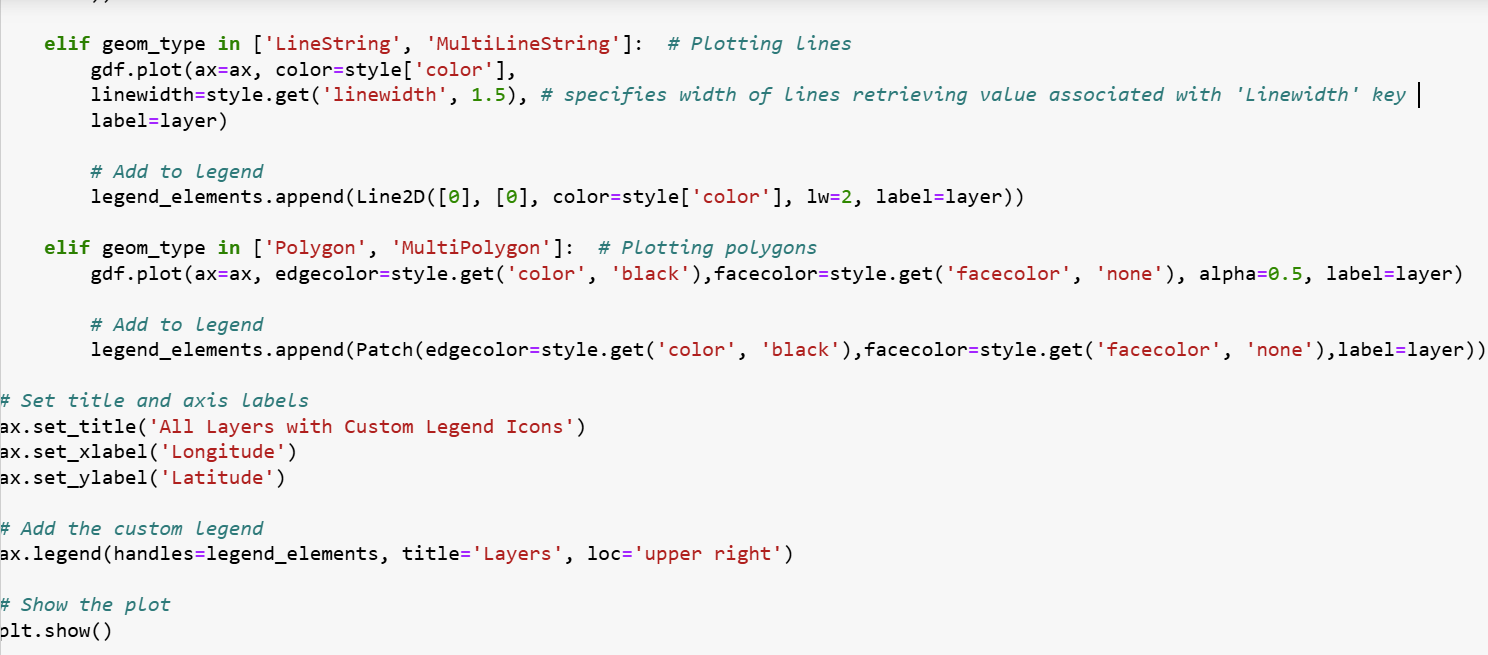 elif geom_type in ['LineString', 'MultiLineString']:  # Plotting lines
gdf.plot(ax=ax, color=style['color'],
linewidth=style.get('linewidth', 1.5), # specifies width of lines retrieving value associated with 'Linewidth' key
label=layer)
# Add to legend
legend_elements.append(Line2D([0], [0], color=style['color'], lw=2, label=layer))
elif geom_type in ['Polygon', 'MultiPolygon']:  # Plotting polygons
gdf.plot(ax=ax, edgecolor=style.get('color', 'black'),facecolor=style.get('facecolor', 'none'), alpha=0.5, label=layer)
# Add to legend
legend_elements.append(Patch(edgecolor=style.get('color', 'black'),facecolor=style.get('facecolor', 'none'),label=layer))
# Set title and axis labels
ax.set_title('All Layers with Custom Legend Icons')
ax.set_xlabel('Longitude')
ax.set_ylabel('Latitude')
# Add the custom legend
ax.legend(handles=legend_elements, title='Layers', loc='upper right')
# Show the plot
plt.show()